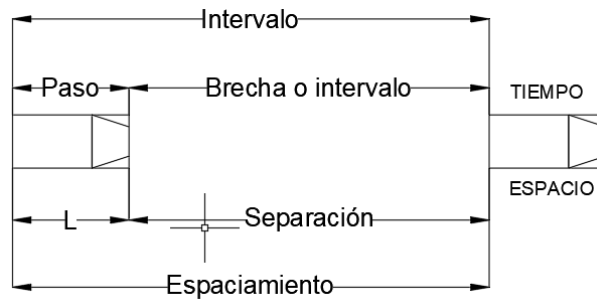 Intervalo
Paso
Brecha o intervalo
TIEMPO
ESPACIO
L
Separación
Espaciamiento